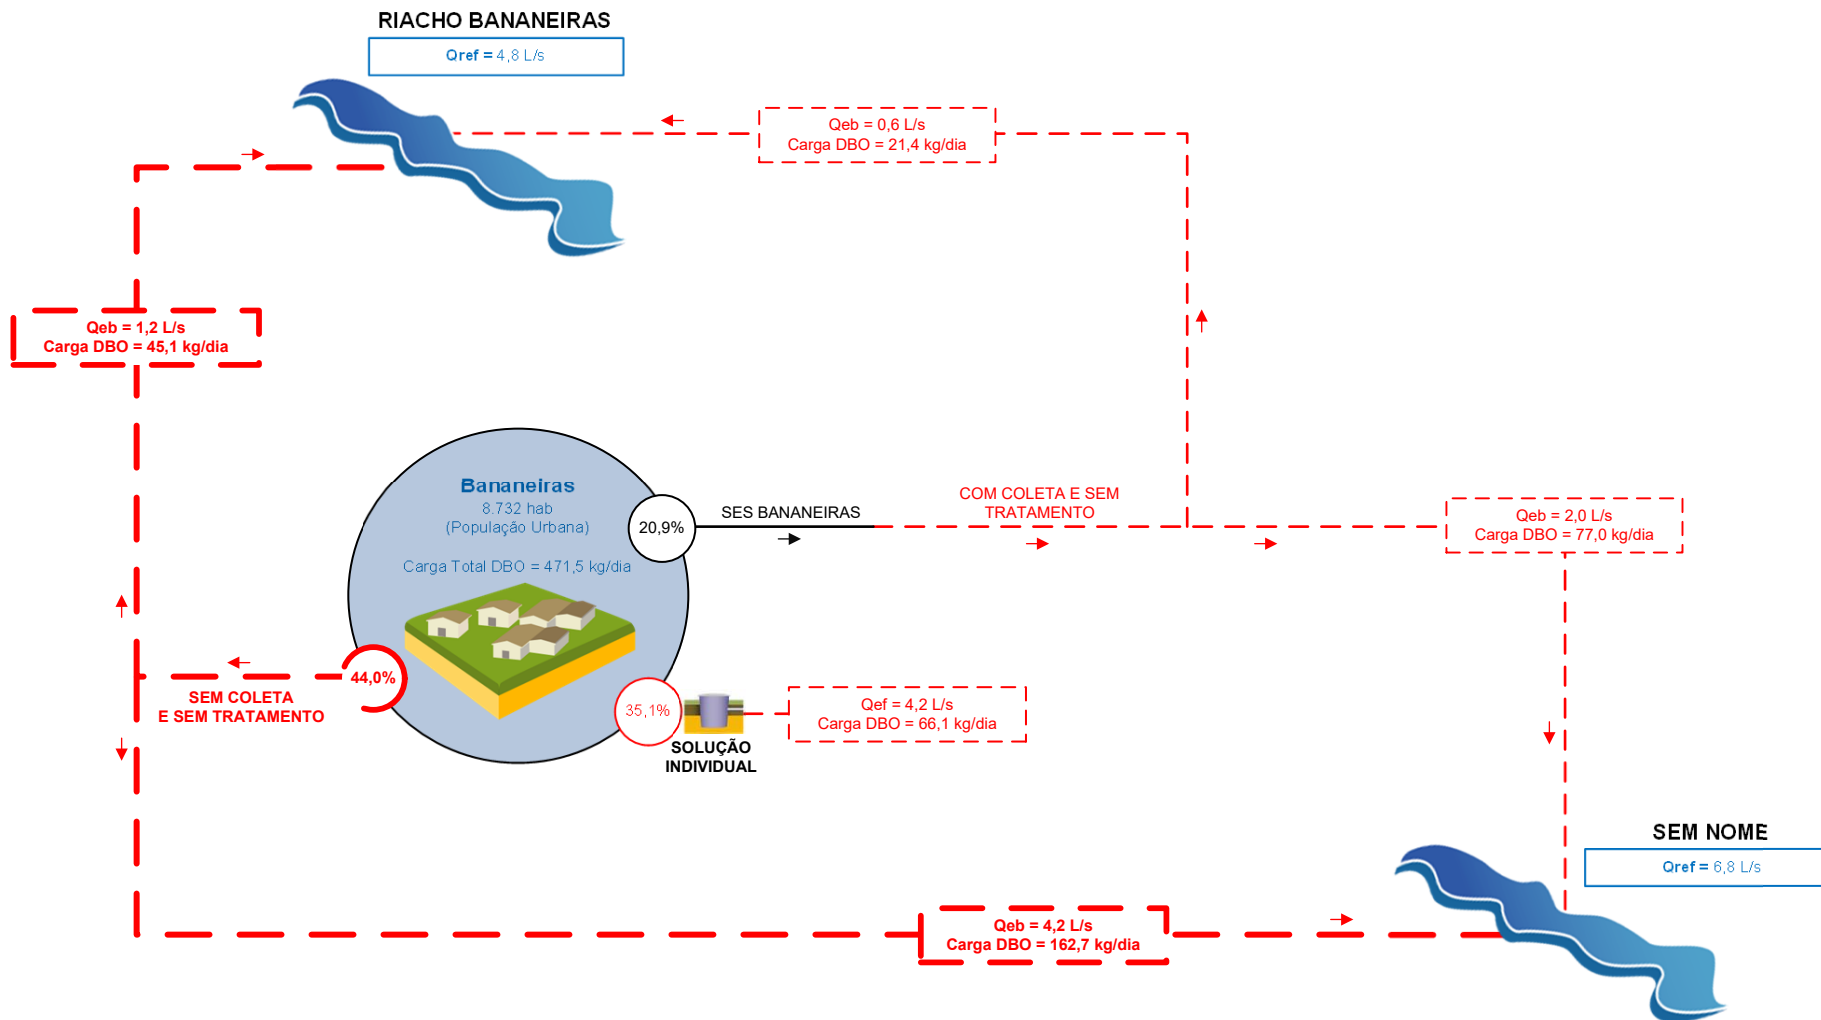 RIACHO BANANEIRAS
Qref = 4,8 L/s
Qeb = 0,6 L/s
Carga DBO = 21,4 kg/dia
Qeb = 1,2 L/s
Carga DBO = 45,1 kg/dia
Bananeiras
8.732 hab
(População Urbana)
Carga Total DBO = 471,5 kg/dia
20,9%
SES BANANEIRAS
COM COLETA E SEM
TRATAMENTO
Qeb = 2,0 L/s
Carga DBO = 77,0 kg/dia
44,0%
SEM COLETA
E SEM TRATAMENTO
35,1%
SOLUÇÃO
INDIVIDUAL
Qef = 4,2 L/s
Carga DBO = 66,1 kg/dia
SEM NOME
Qref = 6,8 L/s
Qeb = 4,2 L/s
Carga DBO = 162,7 kg/dia